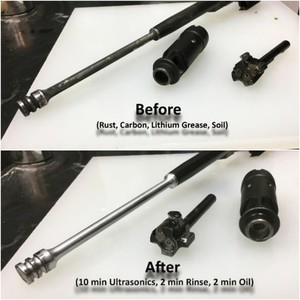 Before
(Rust, Carbon, Lithium Grease, Soil)
After
(10 min Ultrasonics, 2 min Rinse, 2 min Oil)